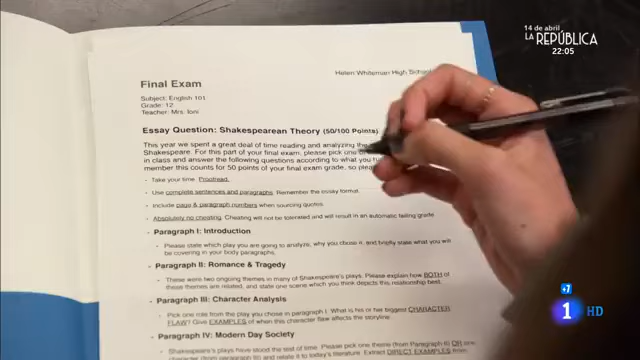 14 de abril
LA REPÚBLICA
22:05
Helen Whiteman High School
Final Exam
Subject: English 101
Grade: 12
Teacher: Mrs. Ioni
Essay Question: Shakespearean Theory (50/100 Points)
This year we spent a great deal of time reading and analyzing the
Shakespeare. For this part of your final exam, please pick one
in class and answer the following questions according to what you
member this counts for 50 points of your final exam grade, so
- Take your time. Proofread.
- Use complete sentences and paragraphs. Remember the essay format.
- Include page & paragraph numbers when sourcing quotes.
- Absolutely no cheating. Cheating will not be tolerated and will result in an automatic failing grade.
- Paragraph I: Introduction
- Please state which play you are going to analyze, why you chose it, and briefly state what you will
be covering in your body paragraphs.
- Paragraph II: Romance & Tragedy
- These were two ongoing themes in many of Shakespeare's plays. Please explain how BOTH of
these themes are related, and state one scene which you think depicts this relationship best.
- Paragraph III: Character Analysis
- Pick one role from the play you chose in paragraph I. What is his or her biggest CHARACTER
FLAW? Give EXAMPLES of when this character flaw affects the storyline.
- Paragraph IV: Modern Day Society
- Shakespeare's plays have stood the test of time. Please pick one theme (from Paragraph II) OR one
character (from paragraph III) and relate it to today's literature. Extract DIRECT EXAMPLES from
+7
1 HD